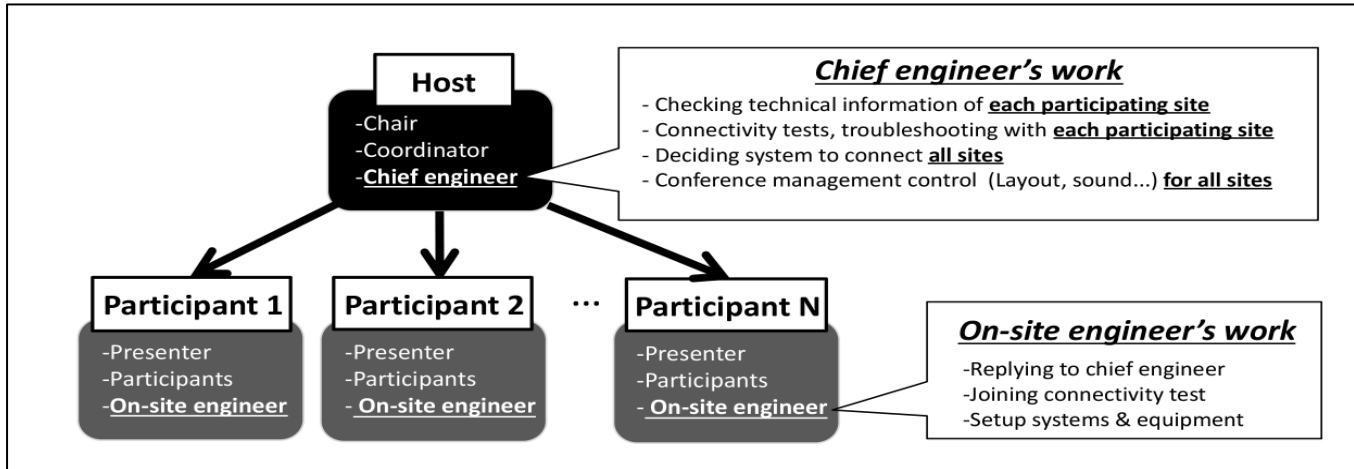 Host
-Chair
-Coordinator
-Chief engineer
Chief engineer's work
- Checking technical information of each participating site
- Connectivity tests, troubleshooting with each participating site
- Deciding system to connect all sites
- Conference management control (Layout, sound...) for all sites
Participant 1
-Presenter
-Participants
-On-site engineer
Participant 2
-Presenter
-Participants
- On-site engineer
...
Participant N
-Presenter
-Participants
- On-site engineer
On-site engineer's work
-Replying to chief engineer
-Joining connectivity test
-Setup systems & equipment